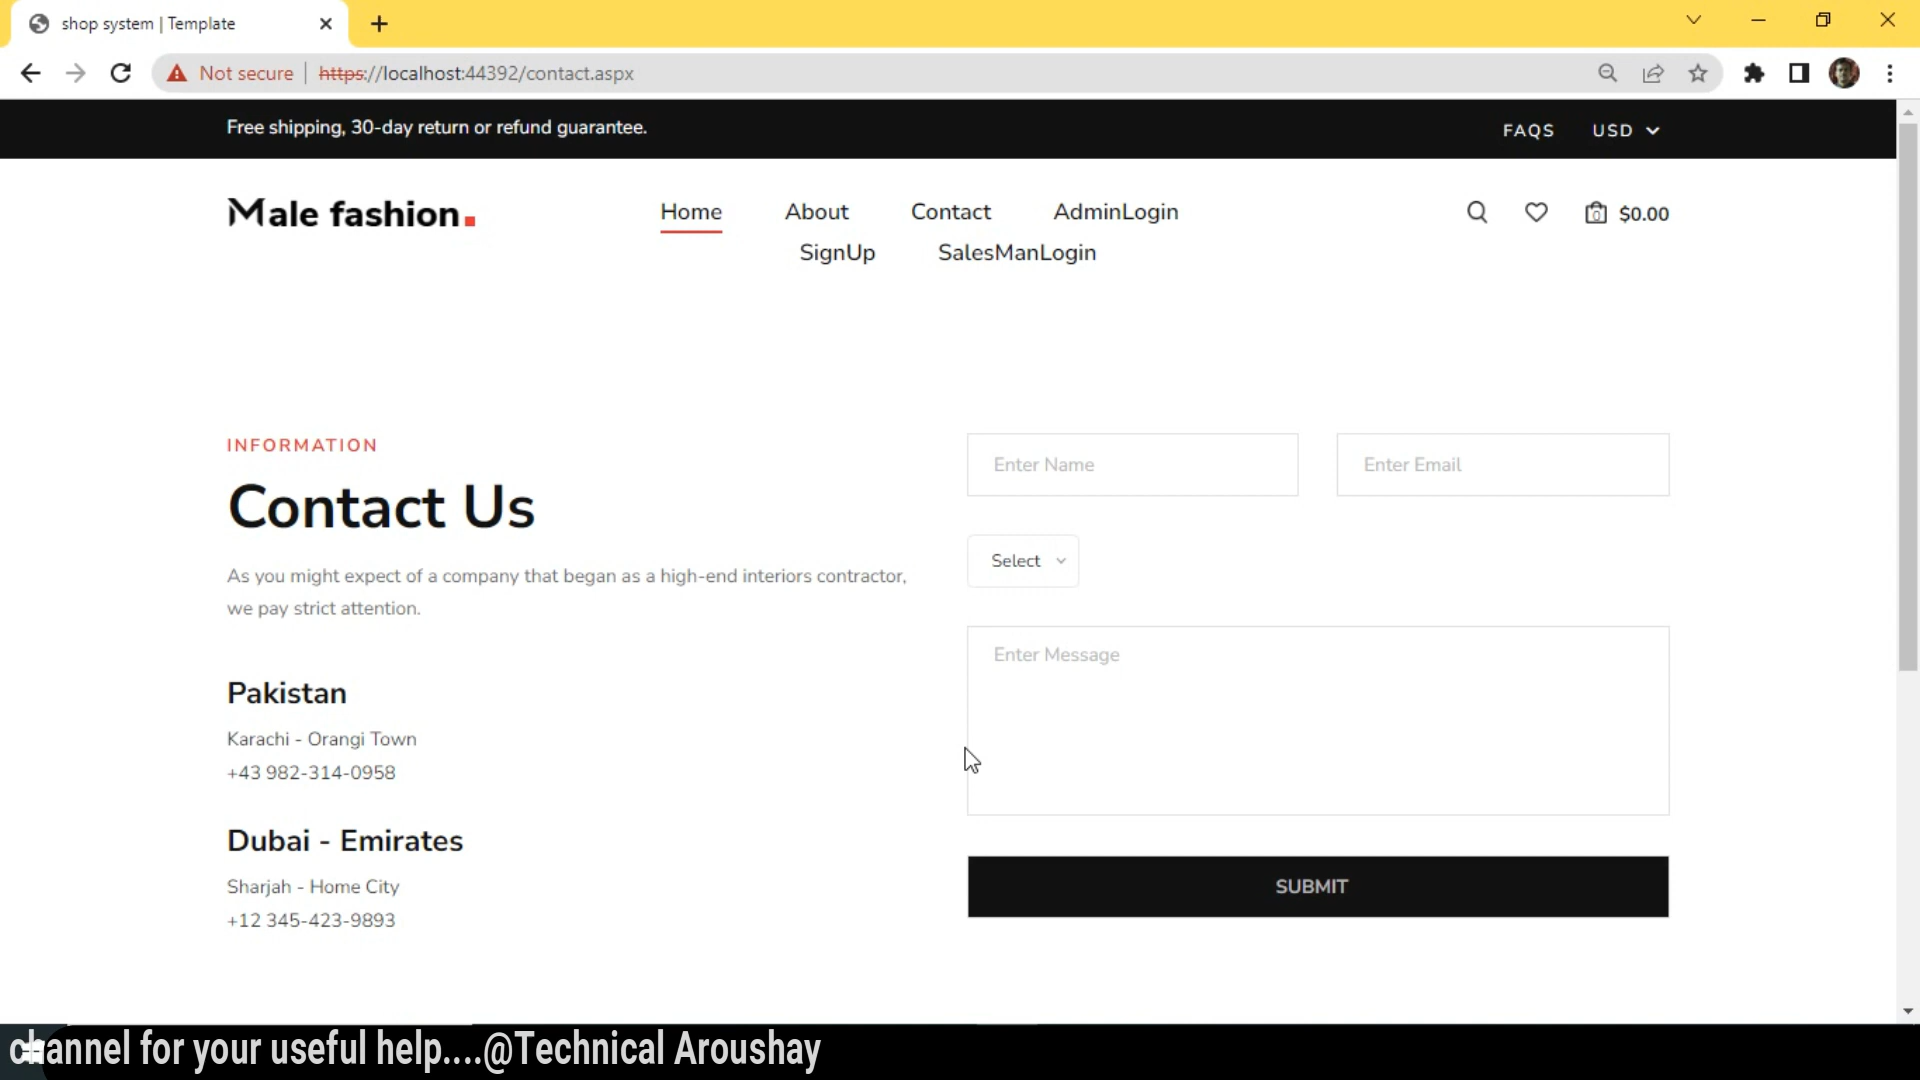 shop system | Template
Not secure https://localhost:44392/contact.aspx
Free shipping, 30-day return or refund guarantee.
FAQS USD
Male fashion.
Home About Contact AdminLogin
SignUp SalesManLogin
0 $0.00
INFORMATION
Contact Us
As you might expect of a company that began as a high-end interiors contractor,
we pay strict attention.
Pakistan
Karachi - Orangi Town
+43 982-314-0958
Dubai - Emirates
Sharjah - Home City
+12 345-423-9893
Enter Name
Enter Email
Select
Enter Message
SUBMIT
channel for your useful help....@Technical Aroushay